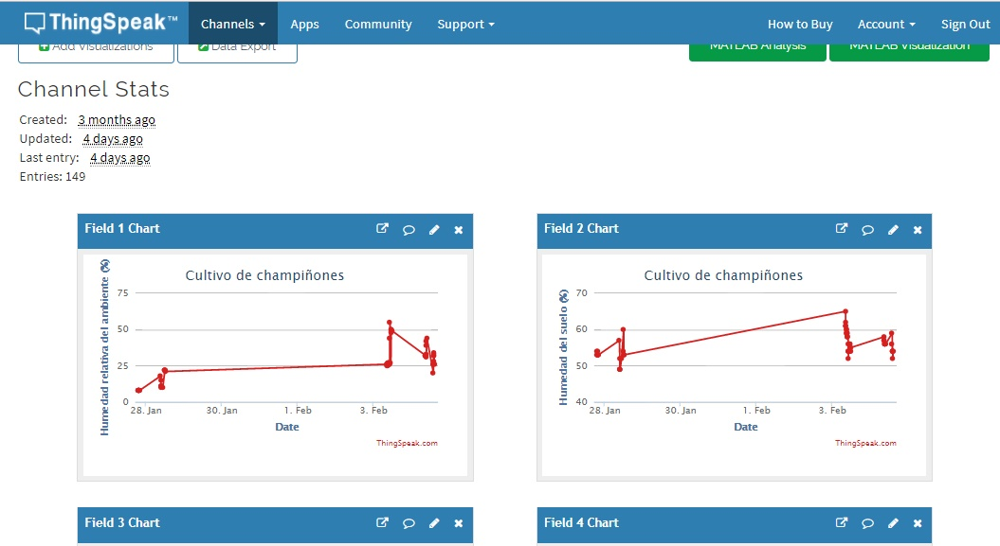 ThingSpeak™ Channels Apps Community Support How to Buy Account Sign Out
Add Visualizations Data Export MATLAB Analysis MATLAB Visualization
Channel Stats
Created: 3 months ago
Updated: 4 days ago
Last entry: 4 days ago
Entries: 149
Field 1 Chart
Cultivo de champiñones
Humedad relativa del ambiente (%)
75
50
25
0
28. Jan 30. Jan 1. Feb 3. Feb
Date
ThingSpeak.com
Field 2 Chart
Cultivo de champiñones
Humedad del suelo (%)
70
60
50
40
28. Jan 30. Jan 1. Feb 3. Feb
Date
ThingSpeak.com
Field 3 Chart
Field 4 Chart